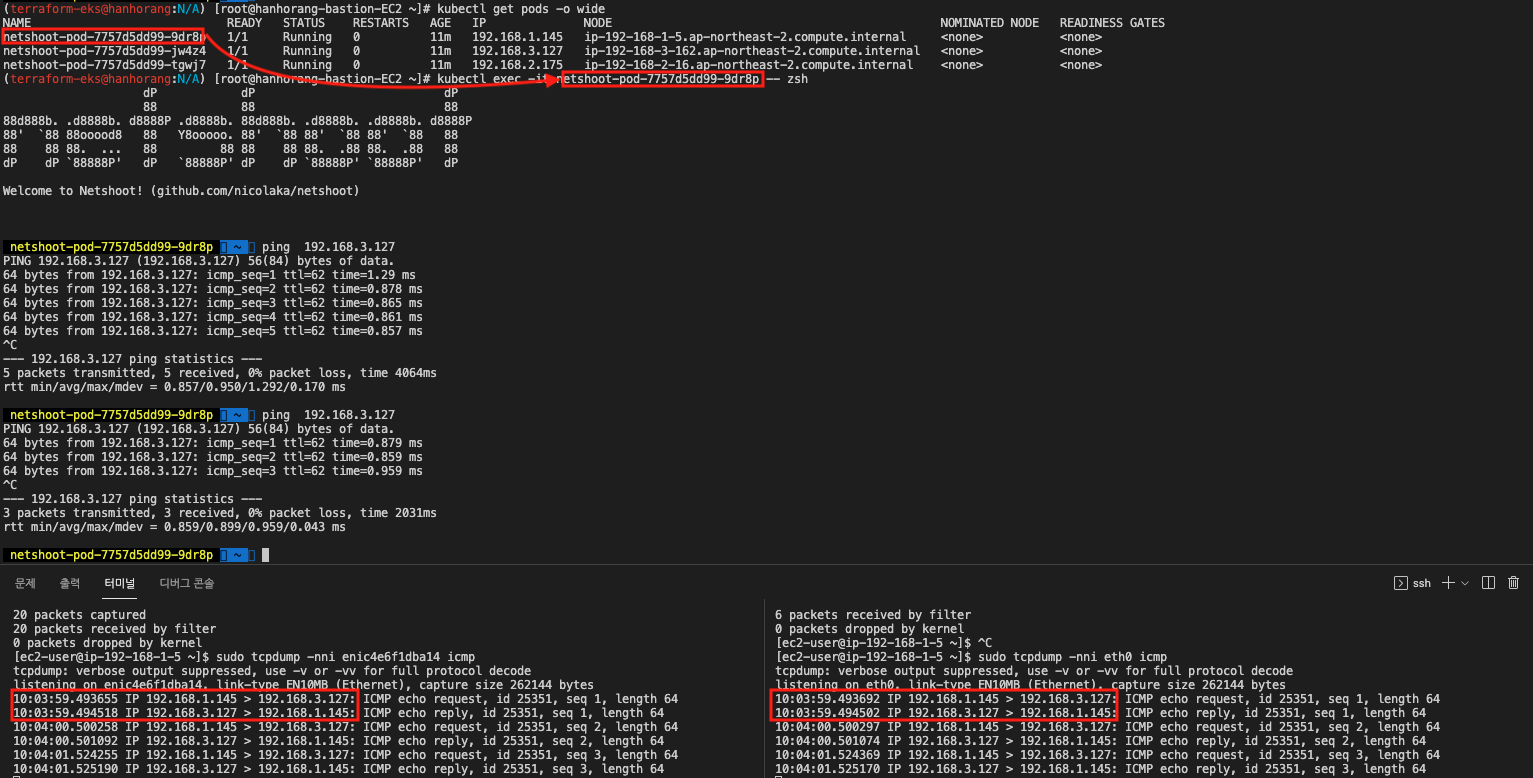 (terraform-eks@hanhorang:N/A) [root@hanhorang-bastion-EC2 ~]# kubectl get pods -o wide
NAME READY STATUS RESTARTS AGE IP NODE NOMINATED NODE READINESS GATES
netshoot-pod-7757d5dd99-9dr8p 1/1 Running 0 11m 192.168.1.145 ip-192-168-1-5.ap-northeast-2.compute.internal <none> <none>
netshoot-pod-7757d5dd99-jw4z4 1/1 Running 0 11m 192.168.3.127 ip-192-168-3-162.ap-northeast-2.compute.internal <none> <none>
netshoot-pod-7757d5dd99-tgwj7 1/1 Running 0 11m 192.168.2.175 ip-192-168-2-16.ap-northeast-2.compute.internal <none> <none>
(terraform-eks@hanhorang:N/A) [root@hanhorang-bastion-EC2 ~]# kubectl exec -it netshoot-pod-7757d5dd99-9dr8p -- zsh
                    dP            dP                           dP
                    88            88                           88
88d888b. .d8888b. d8888P .d8888b. 88d888b. .d8888b. .d8888b. d8888P
88'  `88 88ooood8   88   Y8ooooo. 88'  `88 88'  `88 88'  `88   88
88    88 88.  ...   88         88 88    88 88.  .88 88.  .88   88
dP    dP `88888P'   dP   `88888P' dP    dP `88888P' `88888P'   dP
Welcome to Netshoot! (github.com/nicolaka/netshoot)
netshoot-pod-7757d5dd99-9dr8p ~ ping 192.168.3.127
PING 192.168.3.127 (192.168.3.127) 56(84) bytes of data.
64 bytes from 192.168.3.127: icmp_seq=1 ttl=62 time=1.29 ms
64 bytes from 192.168.3.127: icmp_seq=2 ttl=62 time=0.878 ms
64 bytes from 192.168.3.127: icmp_seq=3 ttl=62 time=0.865 ms
64 bytes from 192.168.3.127: icmp_seq=4 ttl=62 time=0.861 ms
64 bytes from 192.168.3.127: icmp_seq=5 ttl=62 time=0.857 ms
^C
--- 192.168.3.127 ping statistics ---
5 packets transmitted, 5 received, 0% packet loss, time 4064ms
rtt min/avg/max/mdev = 0.857/0.950/1.292/0.170 ms
netshoot-pod-7757d5dd99-9dr8p ~ ping 192.168.3.127
PING 192.168.3.127 (192.168.3.127) 56(84) bytes of data.
64 bytes from 192.168.3.127: icmp_seq=1 ttl=62 time=0.879 ms
64 bytes from 192.168.3.127: icmp_seq=2 ttl=62 time=0.859 ms
64 bytes from 192.168.3.127: icmp_seq=3 ttl=62 time=0.959 ms
^C
--- 192.168.3.127 ping statistics ---
3 packets transmitted, 3 received, 0% packet loss, time 2031ms
rtt min/avg/max/mdev = 0.859/0.899/0.959/0.043 ms
netshoot-pod-7757d5dd99-9dr8p ~
문제 출력 터미널 디버그 콘솔 ssh
20 packets captured
20 packets received by filter
0 packets dropped by kernel
[ec2-user@ip-192-168-1-5 ~]$ sudo tcpdump -nni enic4e6f1dba14 icmp
tcpdump: verbose output suppressed, use -v or -vv for full protocol decode
listening on enic4e6f1dba14, link-type EN10MB (Ethernet), capture size 262144 bytes
10:03:59.493655 IP 192.168.1.145 > 192.168.3.127: ICMP echo request, id 25351, seq 1, length 64
10:03:59.494518 IP 192.168.3.127 > 192.168.1.145: ICMP echo reply, id 25351, seq 1, length 64
10:04:00.500258 IP 192.168.1.145 > 192.168.3.127: ICMP echo request, id 25351, seq 2, length 64
10:04:00.501092 IP 192.168.3.127 > 192.168.1.145: ICMP echo reply, id 25351, seq 2, length 64
10:04:01.524255 IP 192.168.1.145 > 192.168.3.127: ICMP echo request, id 25351, seq 3, length 64
10:04:01.525190 IP 192.168.3.127 > 192.168.1.145: ICMP echo reply, id 25351, seq 3, length 64
6 packets received by filter
0 packets dropped by kernel
[ec2-user@ip-192-168-1-5 ~]$ ^C
[ec2-user@ip-192-168-1-5 ~]$ sudo tcpdump -nni eth0 icmp
tcpdump: verbose output suppressed, use -v or -vv for full protocol decode
listening on eth0, link-type EN10MB (Ethernet), capture size 262144 bytes
10:03:59.493692 IP 192.168.1.145 > 192.168.3.127: ICMP echo request, id 25351, seq 1, length 64
10:03:59.494502 IP 192.168.3.127 > 192.168.1.145: ICMP echo reply, id 25351, seq 1, length 64
10:04:00.500297 IP 192.168.1.145 > 192.168.3.127: ICMP echo request, id 25351, seq 2, length 64
10:04:00.501074 IP 192.168.3.127 > 192.168.1.145: ICMP echo reply, id 25351, seq 2, length 64
10:04:01.524369 IP 192.168.1.145 > 192.168.3.127: ICMP echo request, id 25351, seq 3, length 64
10:04:01.525170 IP 192.168.3.127 > 192.168.1.145: ICMP echo reply, id 25351, seq 3, length 64